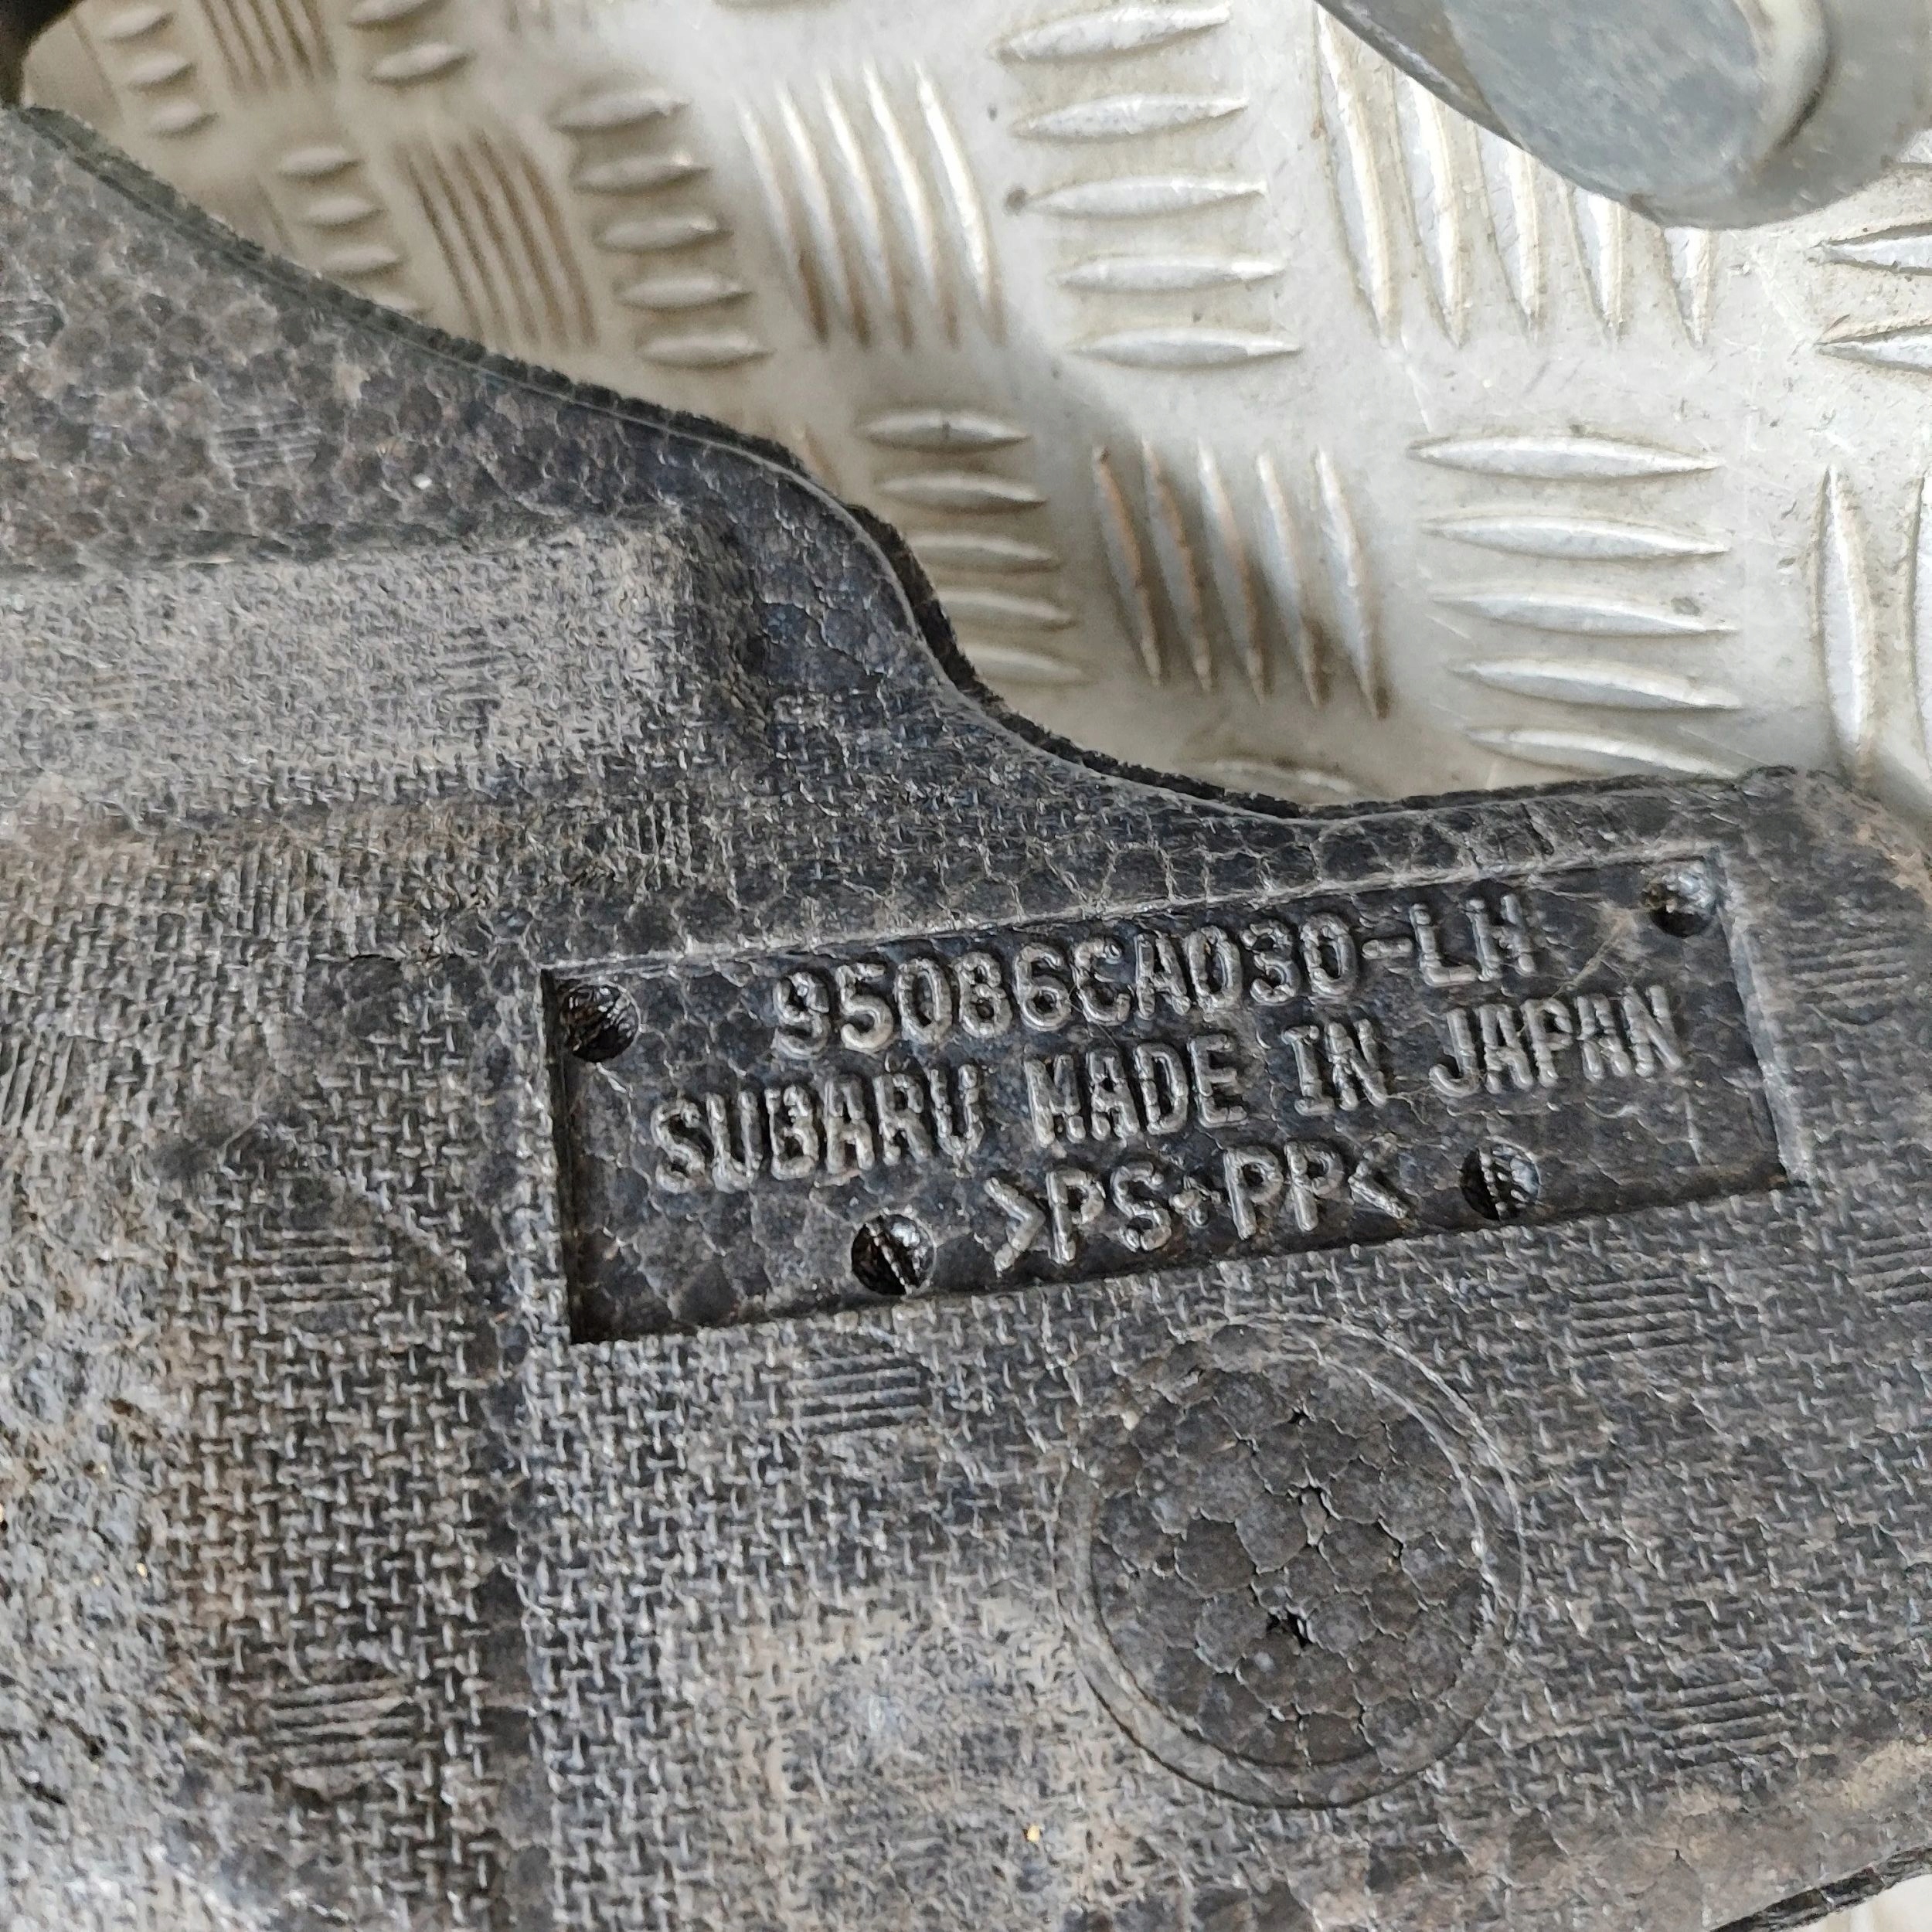 95086CA030-LH
SUBARU MADE IN JAPAN
>PS+PP<